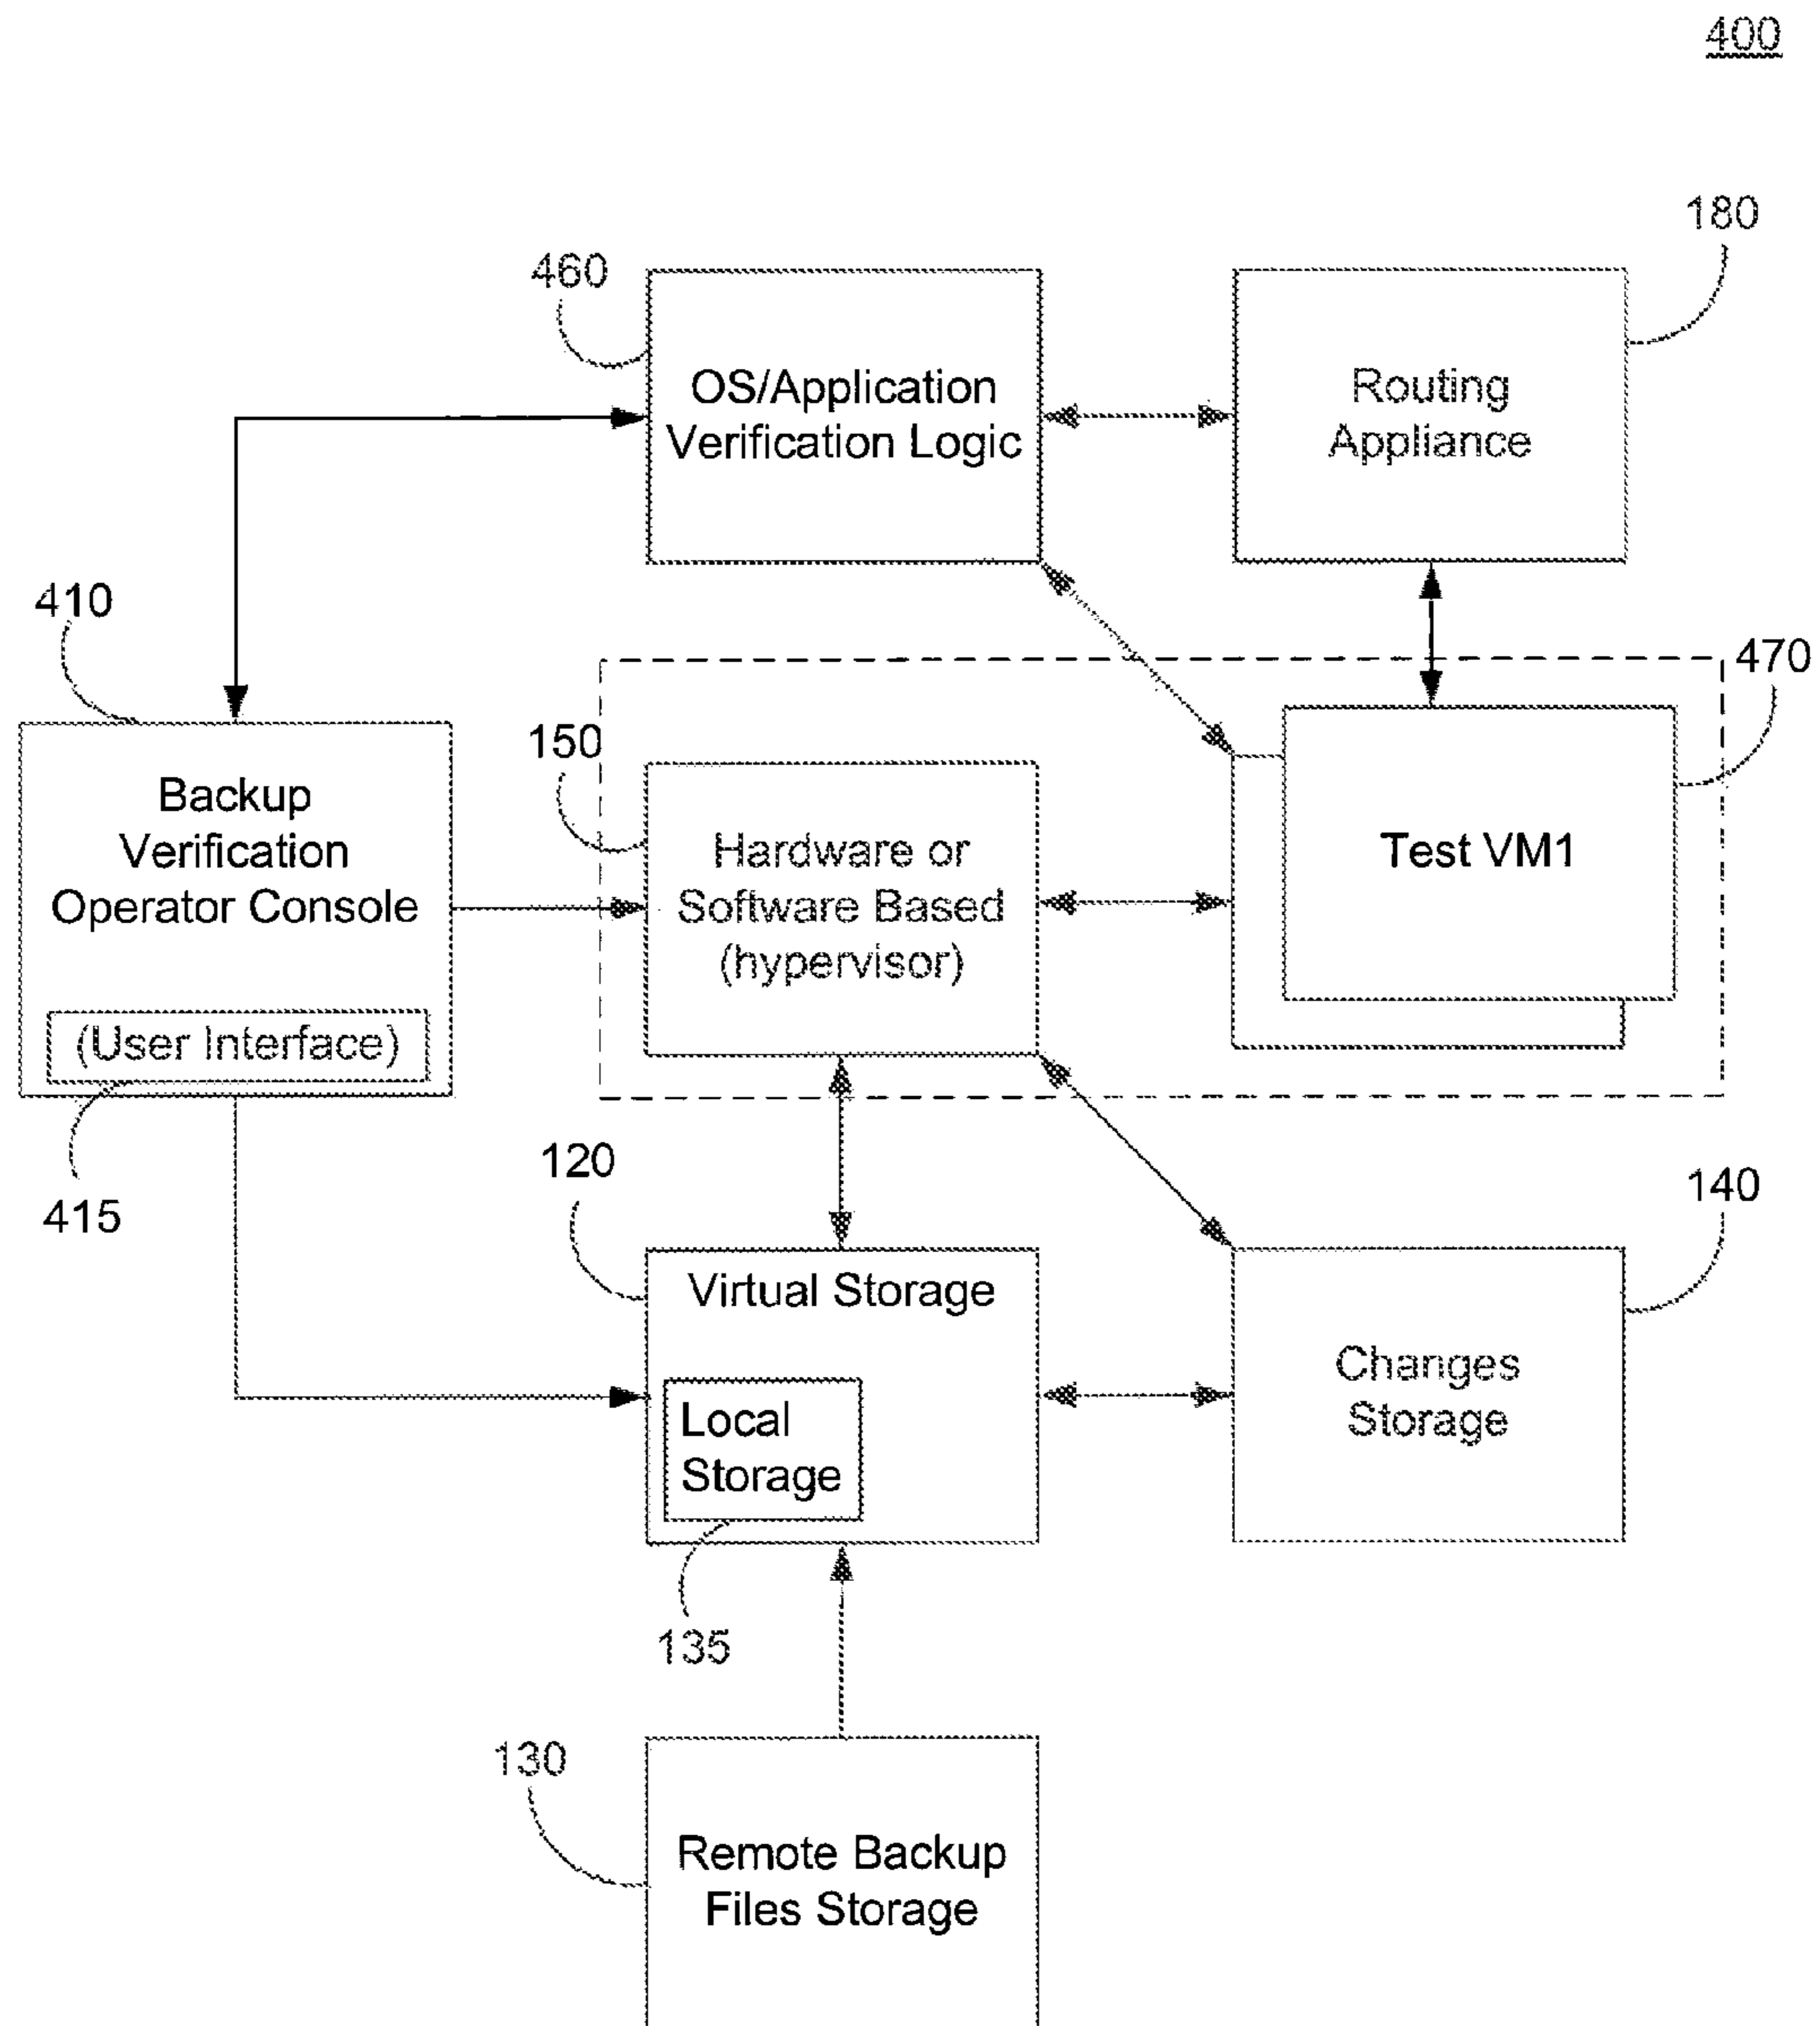 400
180
460
OS/Application
Verification Logic
Routing
Appliance
410
470
150
Backup
Verification
Operator Console
(User Interface)
Hardware or
Software Based
(hypervisor)
Test VM1
415
120
140
Virtual Storage
Local
Storage
Changes
Storage
135
130
Remote Backup
Files Storage